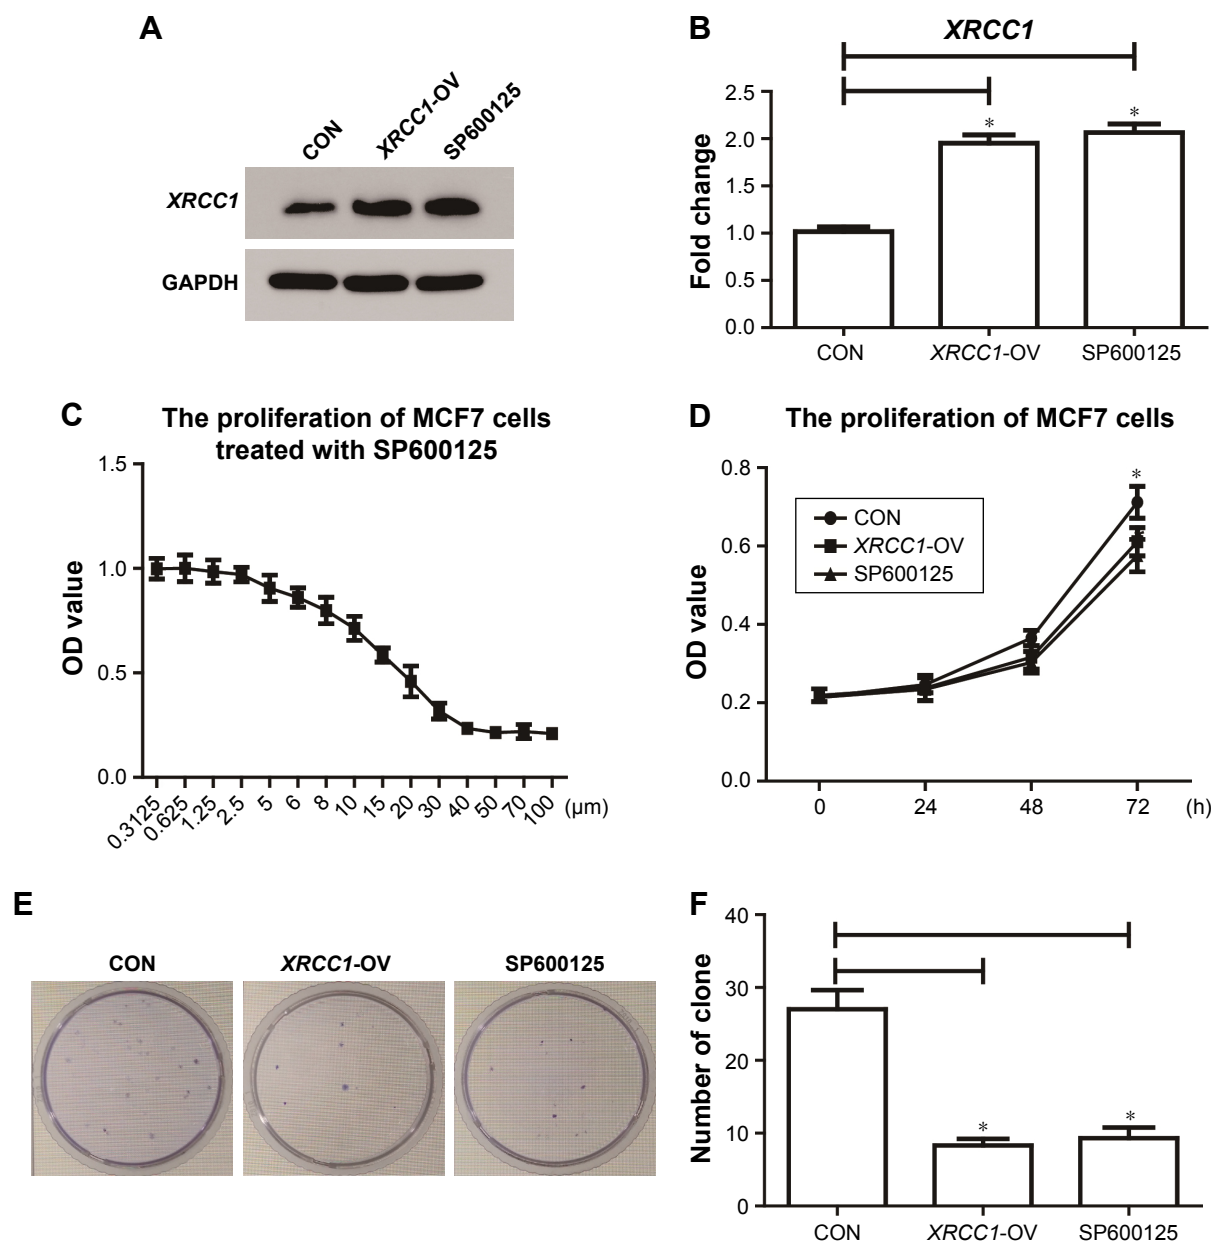 A
CON
XRCC1-OV
SP600125
XRCC1
GAPDH
B
XRCC1
Fold change
2.5
2.0
1.5
1.0
0.5
0.0
*
*
CON
XRCC1-OV
SP600125
C
The proliferation of MCF7 cells
treated with SP600125
OD value
1.5
1.0
0.5
0.0
0.3125
0.625
1.25
2.5
5
6
8
10
15
20
30
40
50
70
100
(μm)
D
The proliferation of MCF7 cells
OD value
0.8
0.6
0.4
0.2
0.0
CON
XRCC1-OV
SP600125
*
0
24
48
72
(h)
E
CON
XRCC1-OV
SP600125
F
Number of clone
40
30
20
10
0
*
*
CON
XRCC1-OV
SP600125